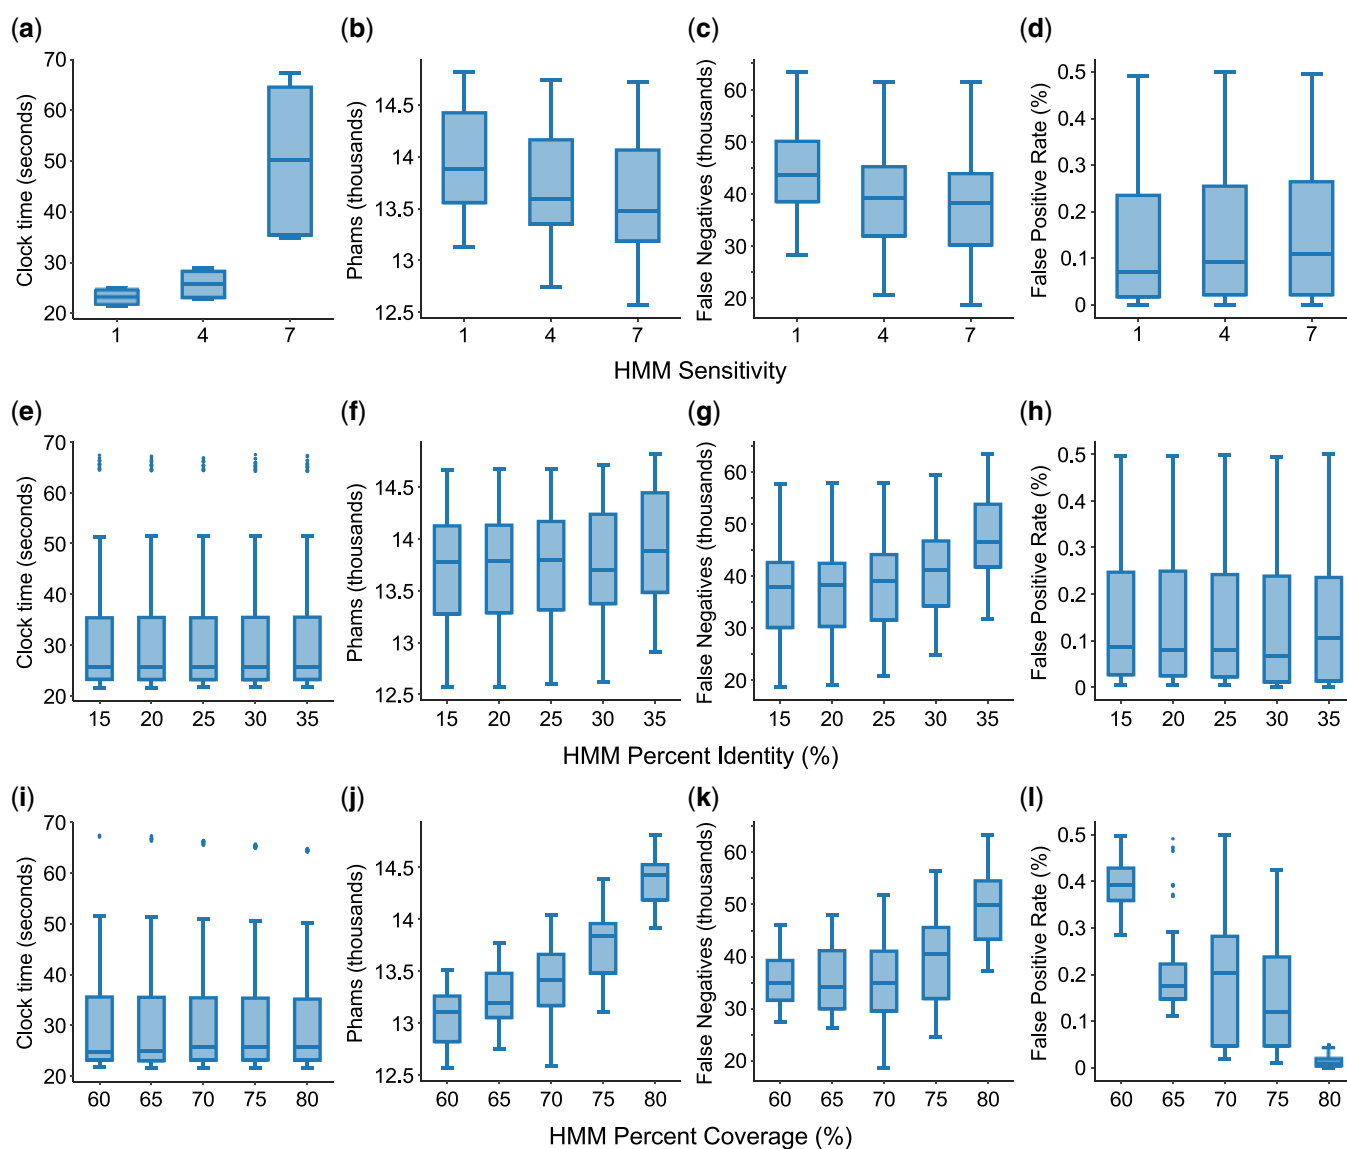 (a) (b) (c) (d)
Clock time (seconds)
70
60
50
40
30
20
1 4 7
Phams (thousands)
14.5
14
13.5
13
12.5
1 4 7
False Negatives (thousands)
60
50
40
30
20
1 4 7
False Positive Rate (%)
0.5
0.4
0.3
0.2
0.1
0
1 4 7
HMM Sensitivity
(e) (f) (g) (h)
Clock time (seconds)
70
60
50
40
30
20
15 20 25 30 35
Phams (thousands)
14.5
14
13.5
13
12.5
15 20 25 30 35
False Negatives (thousands)
60
50
40
30
20
15 20 25 30 35
False Positive Rate (%)
0.5
0.4
0.3
0.2
0.1
0
15 20 25 30 35
HMM Percent Identity (%)
(i) (j) (k) (l)
Clock time (seconds)
70
60
50
40
30
20
60 65 70 75 80
Phams (thousands)
14.5
14
13.5
13
12.5
60 65 70 75 80
False Negatives (thousands)
60
50
40
30
20
60 65 70 75 80
False Positive Rate (%)
0.5
0.4
0.3
0.2
0.1
0
60 65 70 75 80
HMM Percent Coverage (%)